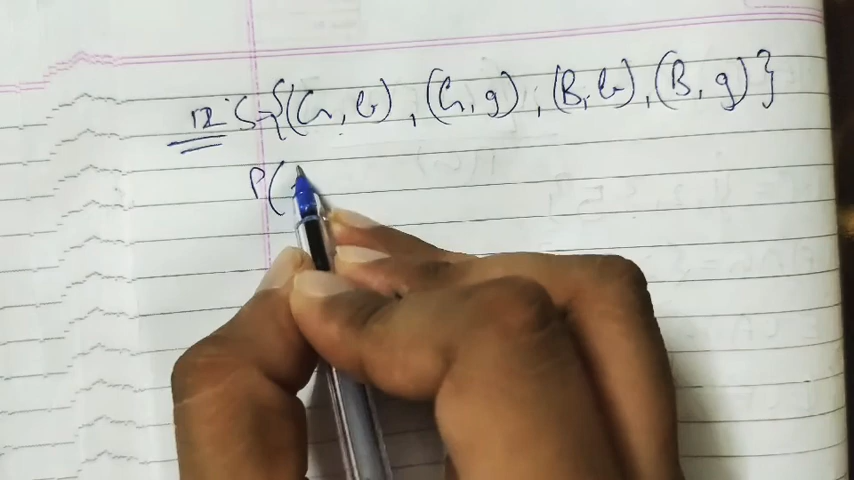 12. S={(G, b), (G, g), (B, b), (B, g)}
P(